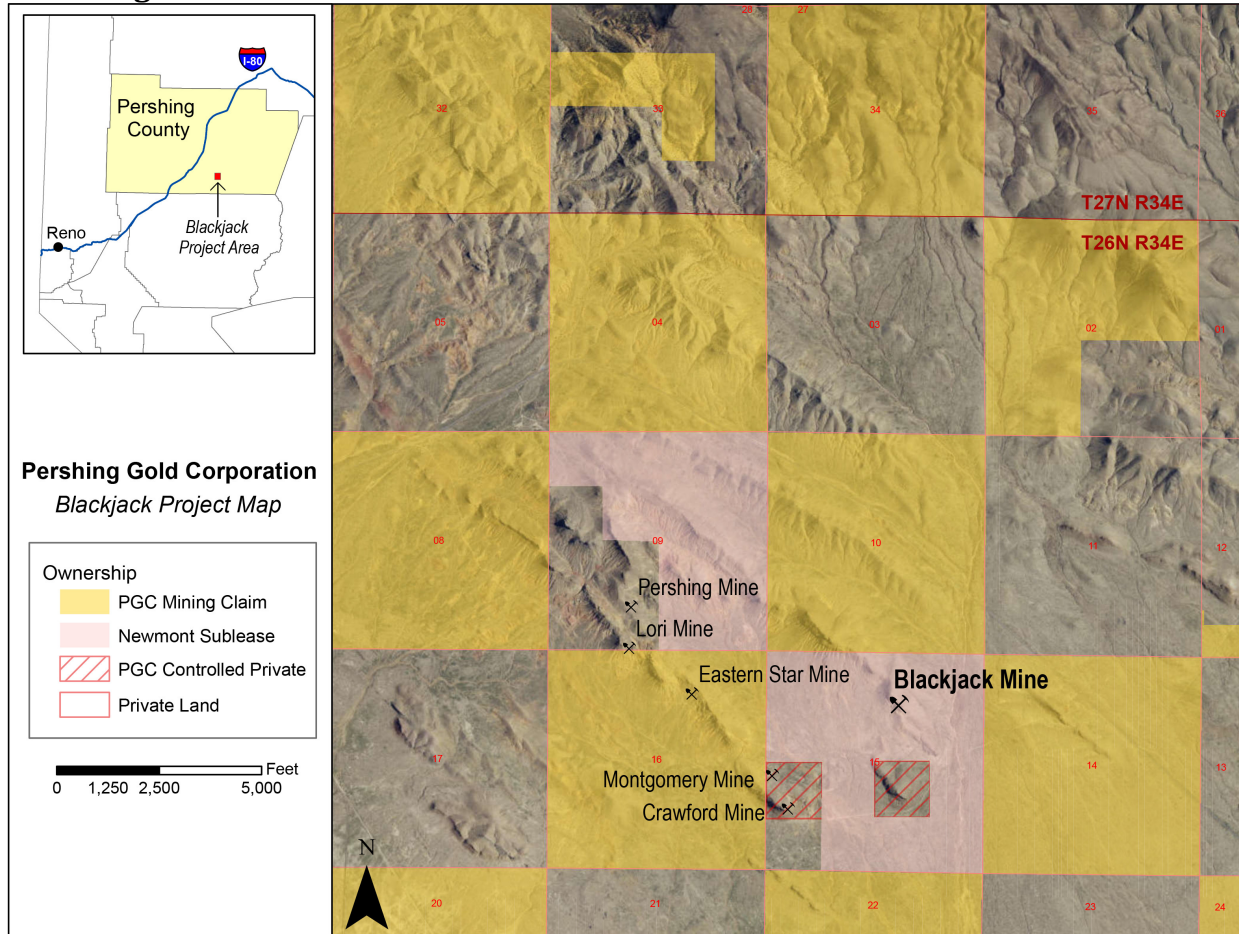 I-80
Pershing
County
Reno
Blackjack
Project Area
Pershing Gold Corporation
Blackjack Project Map
Ownership
PGC Mining Claim
Newmont Sublease
PGC Controlled Private
Private Land
Feet
0 1,250 2,500 5,000
N
28 27
32 33 34 35 36
T27N R34E
T26N R34E
05 04 03 02 01
08 09 10 11 12
Pershing Mine
Lori Mine
Eastern Star Mine
Blackjack Mine
17 16 15 14 13
Montgomery Mine
Crawford Mine
20 21 22 23 24